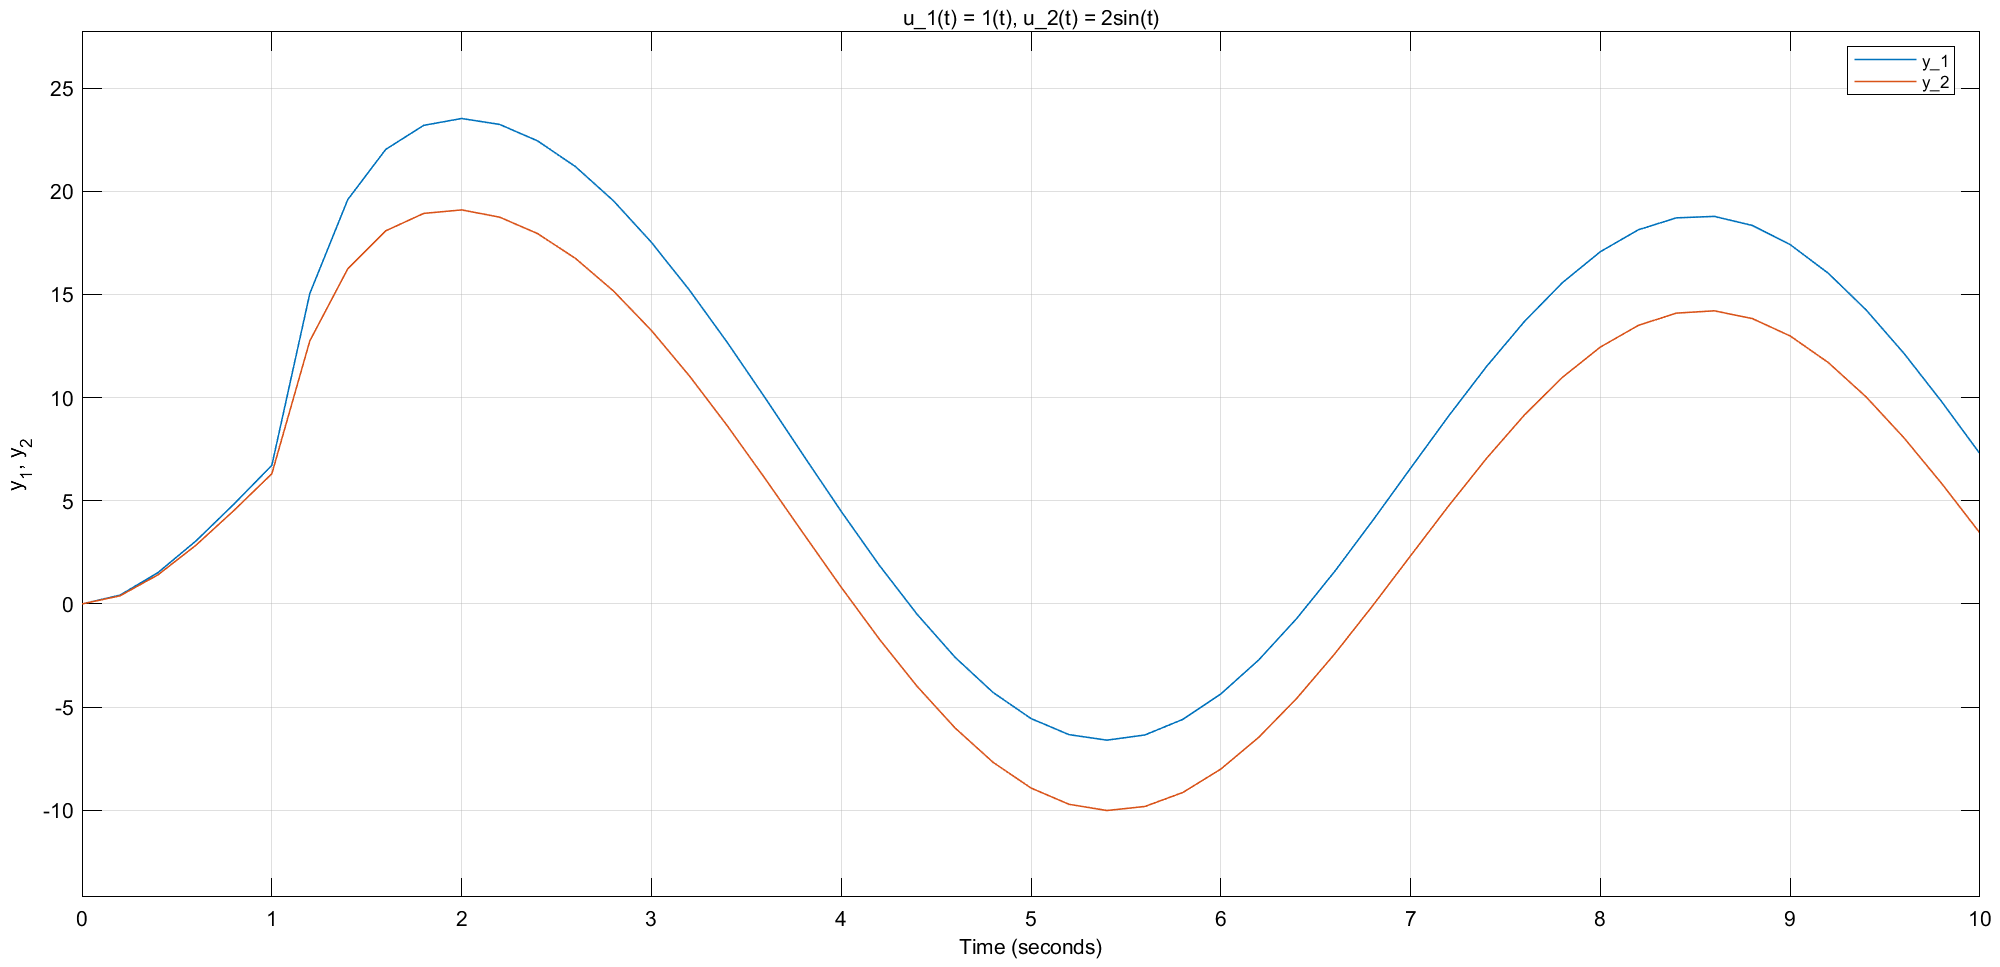 u_1(t) = 1(t), u_2(t) = 2sin(t)
y_1
y_2
25
20
15
10
5
0
-5
-10
y1, y2
0 1 2 3 4 5 6 7 8 9 10
Time (seconds)